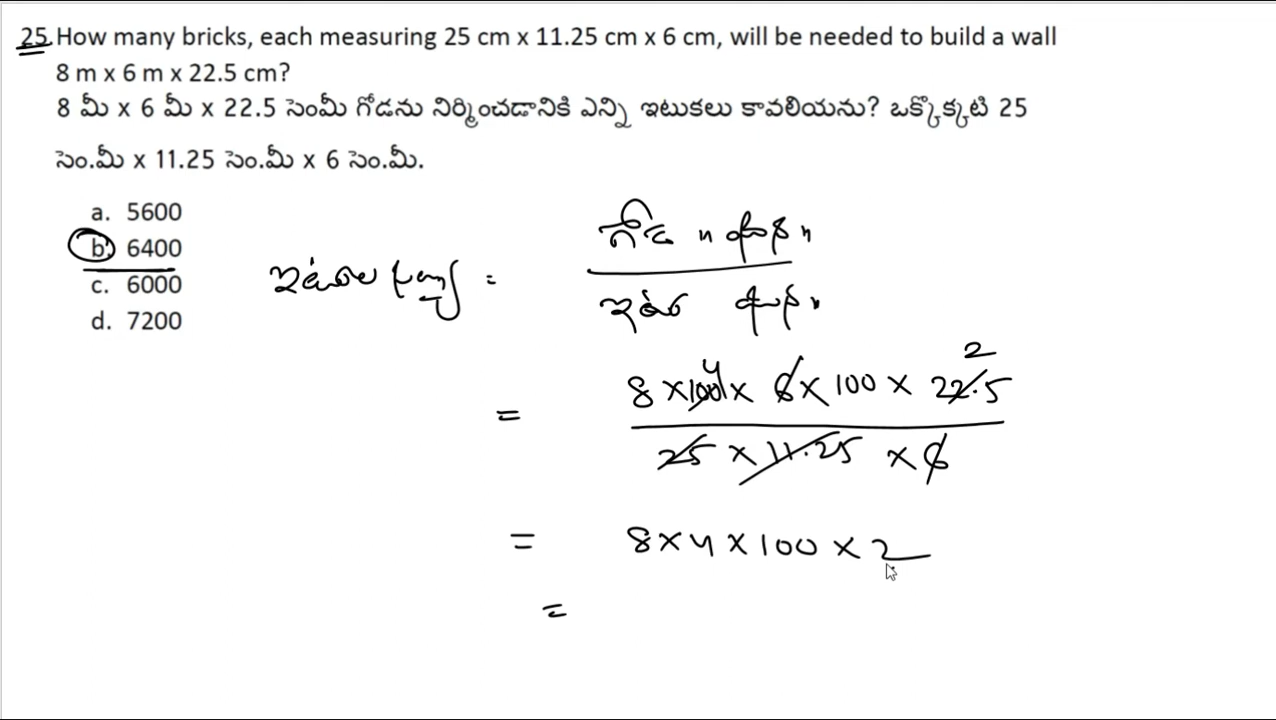 25. How many bricks, each measuring 25 cm x 11.25 cm x 6 cm, will be needed to build a wall
8 m x 6 m x 22.5 cm?
8 మీ x 6 మీ x 22.5 సెంమీ గోడను నిర్మించడానికి ఎన్ని ఇటుకలు కావలియను? ఒక్కొక్కటి 25
సెం.మీ x 11.25 సెం.మీ x 6 సెం.మీ.
a. 5600
b. 6400
c. 6000
d. 7200
=
2
4
= 8 x 100 x 6 x 100 x 22.5
25 x 11.25 x 6
= 8 x 4 x 100 x 2
=